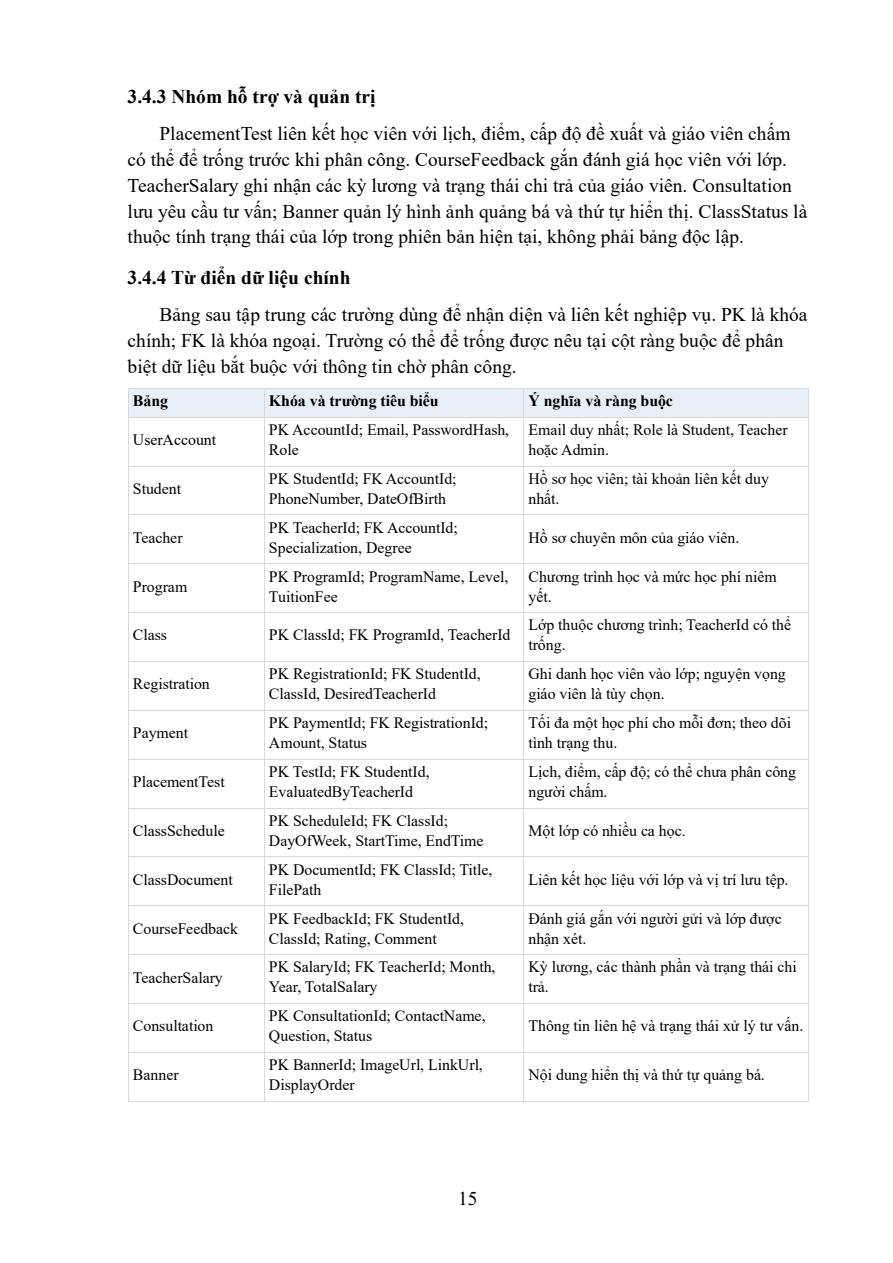 3.4.3 Nhóm hỗ trợ và quản trị
PlacementTest liên kết học viên với lịch, điểm, cấp độ đề xuất và giáo viên chấm
có thể để trống trước khi phân công. CourseFeedback gắn đánh giá học viên với lớp.
TeacherSalary ghi nhận các kỳ lương và trạng thái chi trả của giáo viên. Consultation
lưu yêu cầu tư vấn; Banner quản lý hình ảnh quảng bá và thứ tự hiển thị. ClassStatus là
thuộc tính trạng thái của lớp trong phiên bản hiện tại, không phải bảng độc lập.
3.4.4 Từ điển dữ liệu chính
Bảng sau tập trung các trường dùng để nhận diện và liên kết nghiệp vụ. PK là khóa
chính; FK là khóa ngoại. Trường có thể để trống được nêu tại cột ràng buộc để phân
biệt dữ liệu bắt buộc với thông tin chờ phân công.
Bảng Khóa và trường tiêu biểu Ý nghĩa và ràng buộc
UserAccount
PK AccountId; Email, PasswordHash,
Role
Email duy nhất; Role là Student, Teacher
hoặc Admin.
Student
PK StudentId; FK AccountId;
PhoneNumber, DateOfBirth
Hồ sơ học viên; tài khoản liên kết duy
nhất.
Teacher
PK TeacherId; FK AccountId;
Specialization, Degree
Hồ sơ chuyên môn của giáo viên.
Program
PK ProgramId; ProgramName, Level,
TuitionFee
Chương trình học và mức học phí niêm
yết.
Class
PK ClassId; FK ProgramId, TeacherId
Lớp thuộc chương trình; TeacherId có thể
trống.
Registration
PK RegistrationId; FK StudentId,
ClassId, DesiredTeacherId
Ghi danh học viên vào lớp; nguyện vọng
giáo viên là tùy chọn.
Payment
PK PaymentId; FK RegistrationId;
Amount, Status
Tối đa một học phí cho mỗi đơn; theo dõi
tình trạng thu.
PlacementTest
PK TestId; FK StudentId,
EvaluatedByTeacherId
Lịch, điểm, cấp độ; có thể chưa phân công
người chấm.
ClassSchedule
PK ScheduleId; FK ClassId;
DayOfWeek, StartTime, EndTime
Một lớp có nhiều ca học.
ClassDocument
PK DocumentId; FK ClassId; Title,
FilePath
Liên kết học liệu với lớp và vị trí lưu tệp.
CourseFeedback
PK FeedbackId; FK StudentId,
ClassId; Rating, Comment
Đánh giá gắn với người gửi và lớp được
nhận xét.
TeacherSalary
PK SalaryId; FK TeacherId; Month,
Year, TotalSalary
Kỳ lương, các thành phần và trạng thái chi
trả.
Consultation
PK ConsultationId; ContactName,
Question, Status
Thông tin liên hệ và trạng thái xử lý tư vấn.
Banner
PK BannerId; ImageUrl, LinkUrl,
DisplayOrder
Nội dung hiển thị và thứ tự quảng bá.
15